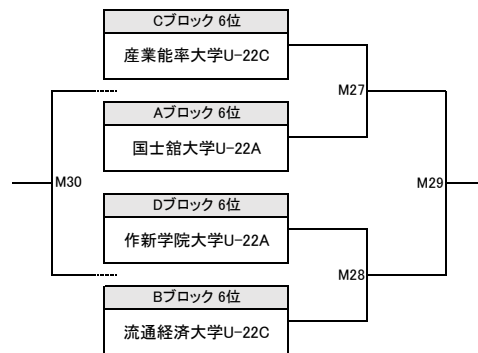 Cブロック 6位
産業能率大学U-22C
M27
Aブロック 6位
国士舘大学U-22A
M30
M29
Dブロック 6位
作新学院大学U-22A
M28
Bブロック 6位
流通経済大学U-22C